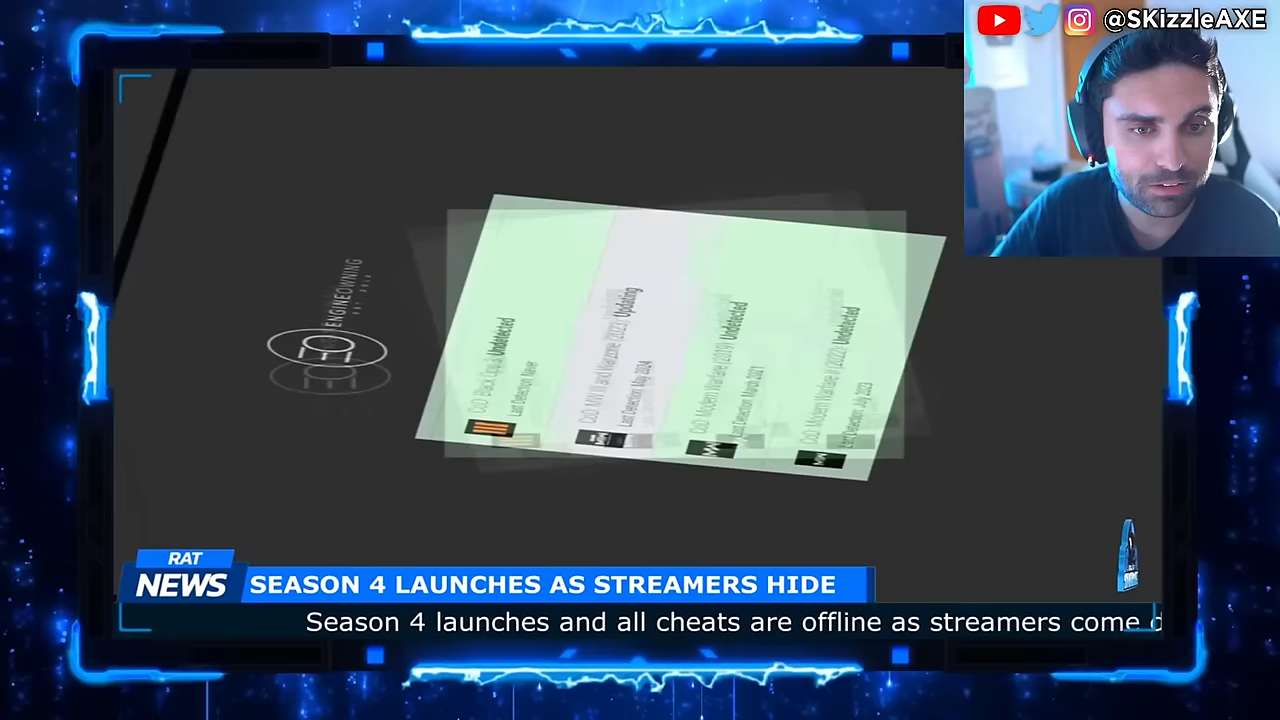 @SKizzleAXE
ENGINEOWNING
EO
CoD Black Ops4 Undetected
Last Detection: Never
CoD MW III and Warzone (2023) Updating
Last Detection: May 2024
CoD Modern Warfare (2019) Undetected
Last Detection: March 2021
CoD Modern Warfare II (2022) Undetected
Last Detection: July 2023
RAT
NEWS
SEASON 4 LAUNCHES AS STREAMERS HIDE
Season 4 launches and all cheats are offline as streamers come